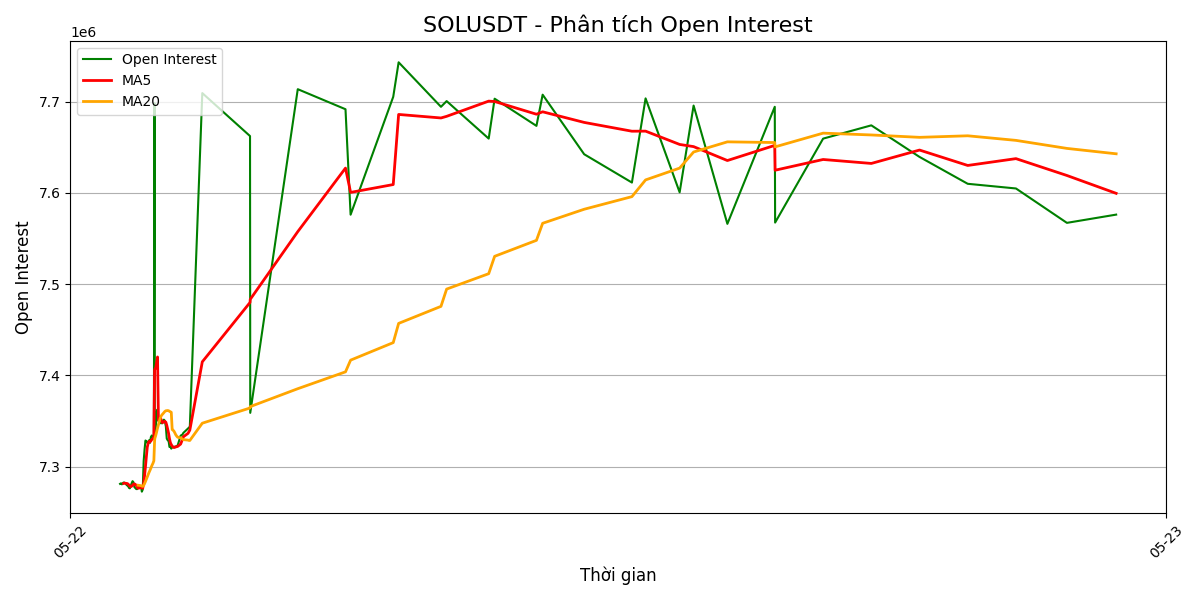 SOLUSDT - Phân tích Open Interest
1e6
Open Interest
MA5
MA20
7.7
7.6
7.5
7.4
7.3
Open Interest
05-22
05-23
Thời gian